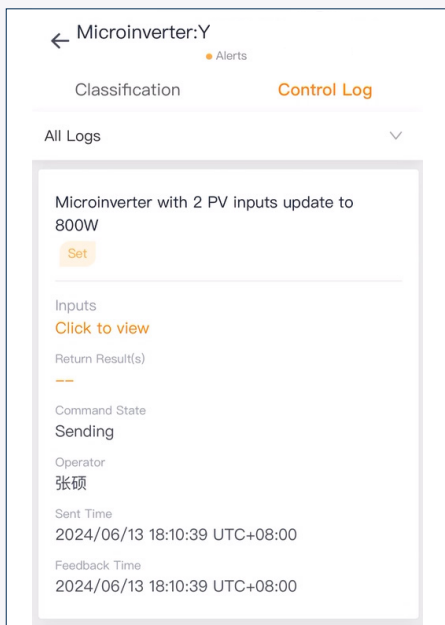 ← Microinverter:Y
Alerts
Classification Control Log
All Logs
Microinverter with 2 PV inputs update to
800W
Set
Inputs
Click to view
Return Result(s)
--
Command State
Sending
Operator
张硕
Sent Time
2024/06/13 18:10:39 UTC+08:00
Feedback Time
2024/06/13 18:10:39 UTC+08:00